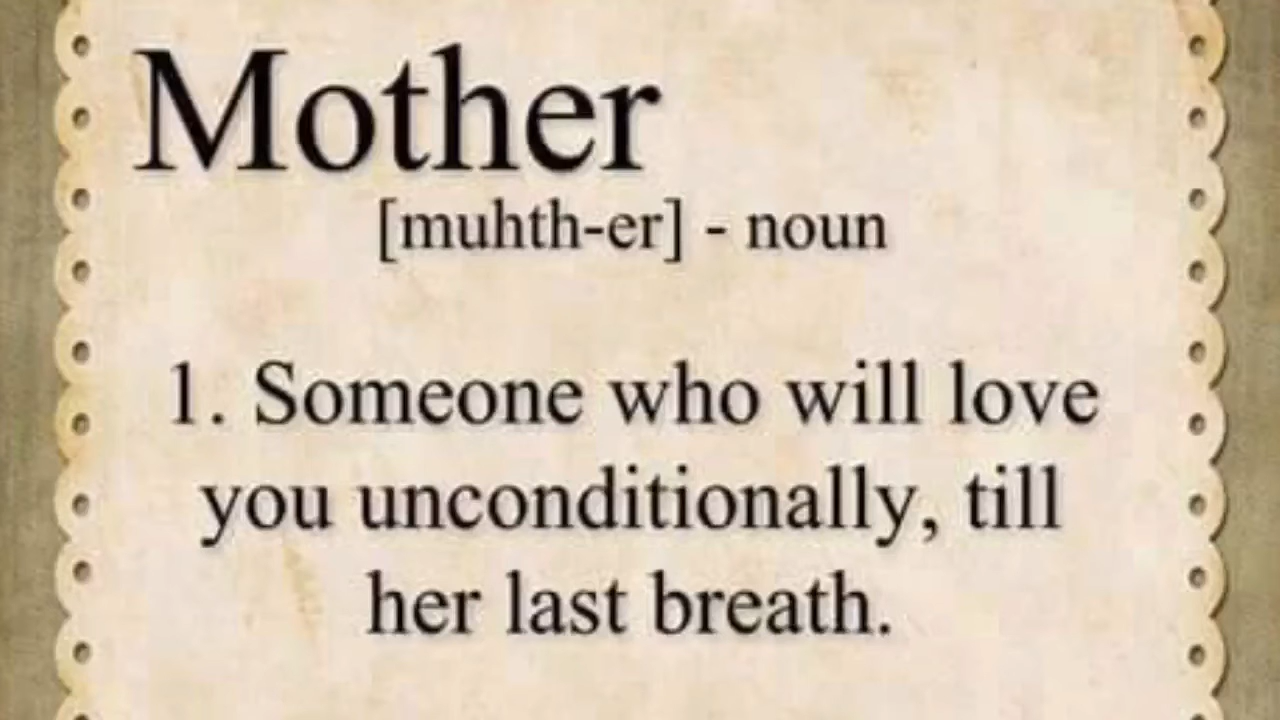 Mother
[muhth-er] - noun
1. Someone who will love
you unconditionally, till
her last breath.